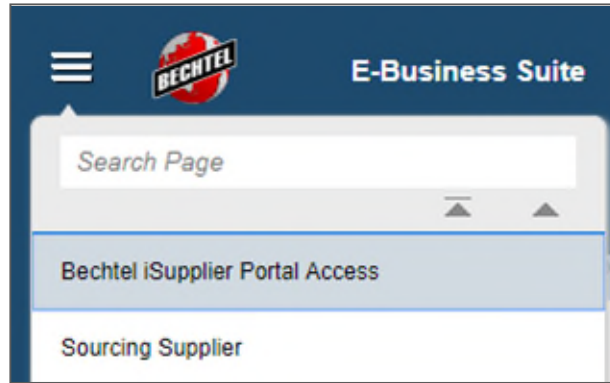 BECHTEL
E-Business Suite
Search Page
Bechtel iSupplier Portal Access
Sourcing Supplier